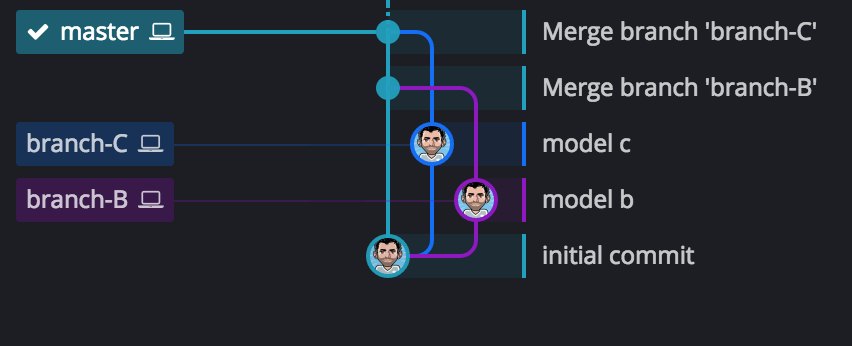 master Merge branch 'branch-C'
Merge branch 'branch-B'
branch-C model c
branch-B model b
initial commit